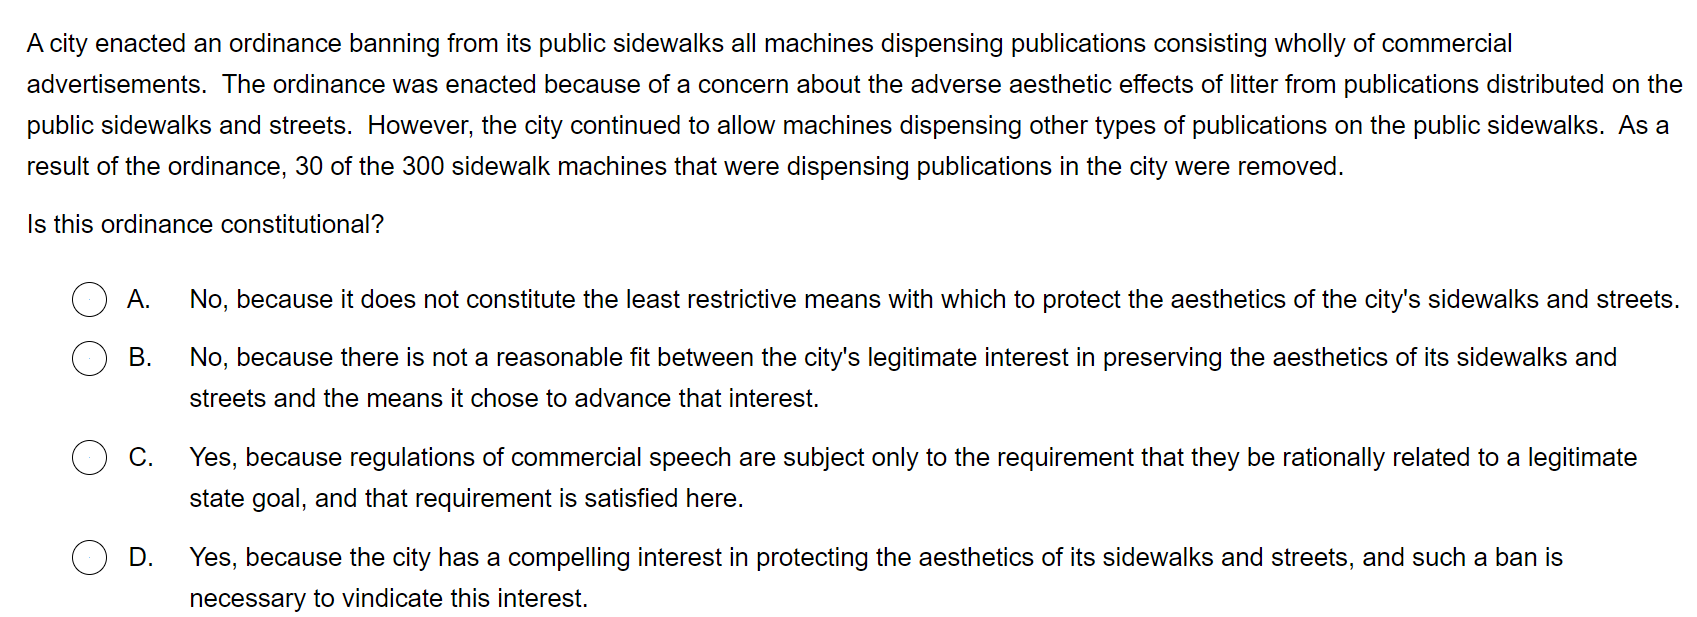 A city enacted an ordinance banning from its public sidewalks all machines dispensing publications consisting wholly of commercial
advertisements.  The ordinance was enacted because of a concern about the adverse aesthetic effects of litter from publications distributed on the
public sidewalks and streets.  However, the city continued to allow machines dispensing other types of publications on the public sidewalks.  As a
result of the ordinance, 30 of the 300 sidewalk machines that were dispensing publications in the city were removed.
Is this ordinance constitutional?
A. No, because it does not constitute the least restrictive means with which to protect the aesthetics of the city's sidewalks and streets.
B. No, because there is not a reasonable fit between the city's legitimate interest in preserving the aesthetics of its sidewalks and
streets and the means it chose to advance that interest.
C. Yes, because regulations of commercial speech are subject only to the requirement that they be rationally related to a legitimate
state goal, and that requirement is satisfied here.
D. Yes, because the city has a compelling interest in protecting the aesthetics of its sidewalks and streets, and such a ban is
necessary to vindicate this interest.